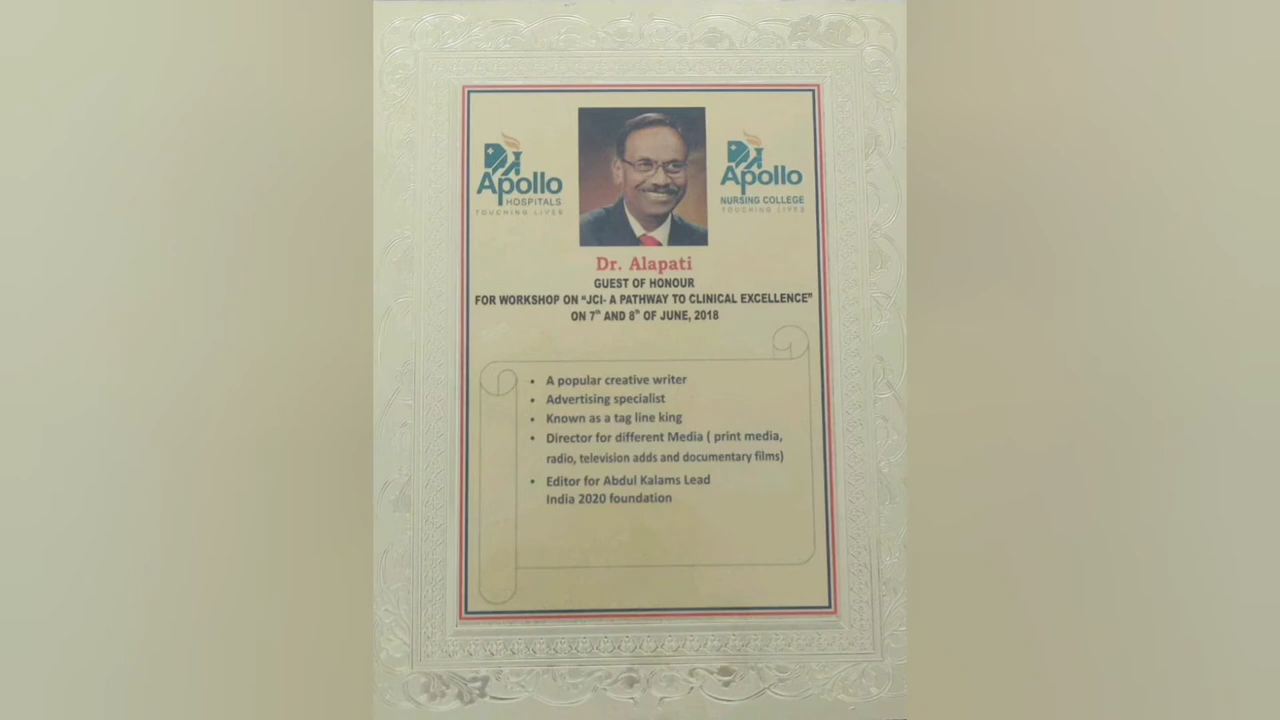 Apollo
HOSPITALS
TOUCHING LIVES
Apollo
NURSING COLLEGE
TOUCHING LIVES
Dr. Alapati
GUEST OF HONOUR
FOR WORKSHOP ON "JCI- A PATHWAY TO CLINICAL EXCELLENCE"
ON 7th AND 8th OF JUNE, 2018
• A popular creative writer
• Advertising specialist
• Known as a tag line king
• Director for different Media ( print media,
radio, television adds and documentary films)
• Editor for Abdul Kalams Lead
India 2020 foundation